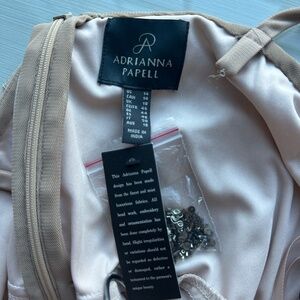 ADRIANNA
PAPELL
MADE IN
INDIA
This Adrianna Papell
design has been made
from the finest and most
luxurious fabrics. All
bead work, embroidery
and ornamentation has
been done completely by
hand. Slight irregularities
or variations should not
be regarded as defective
or damaged, rather a
testament to the garment's
unique beauty.